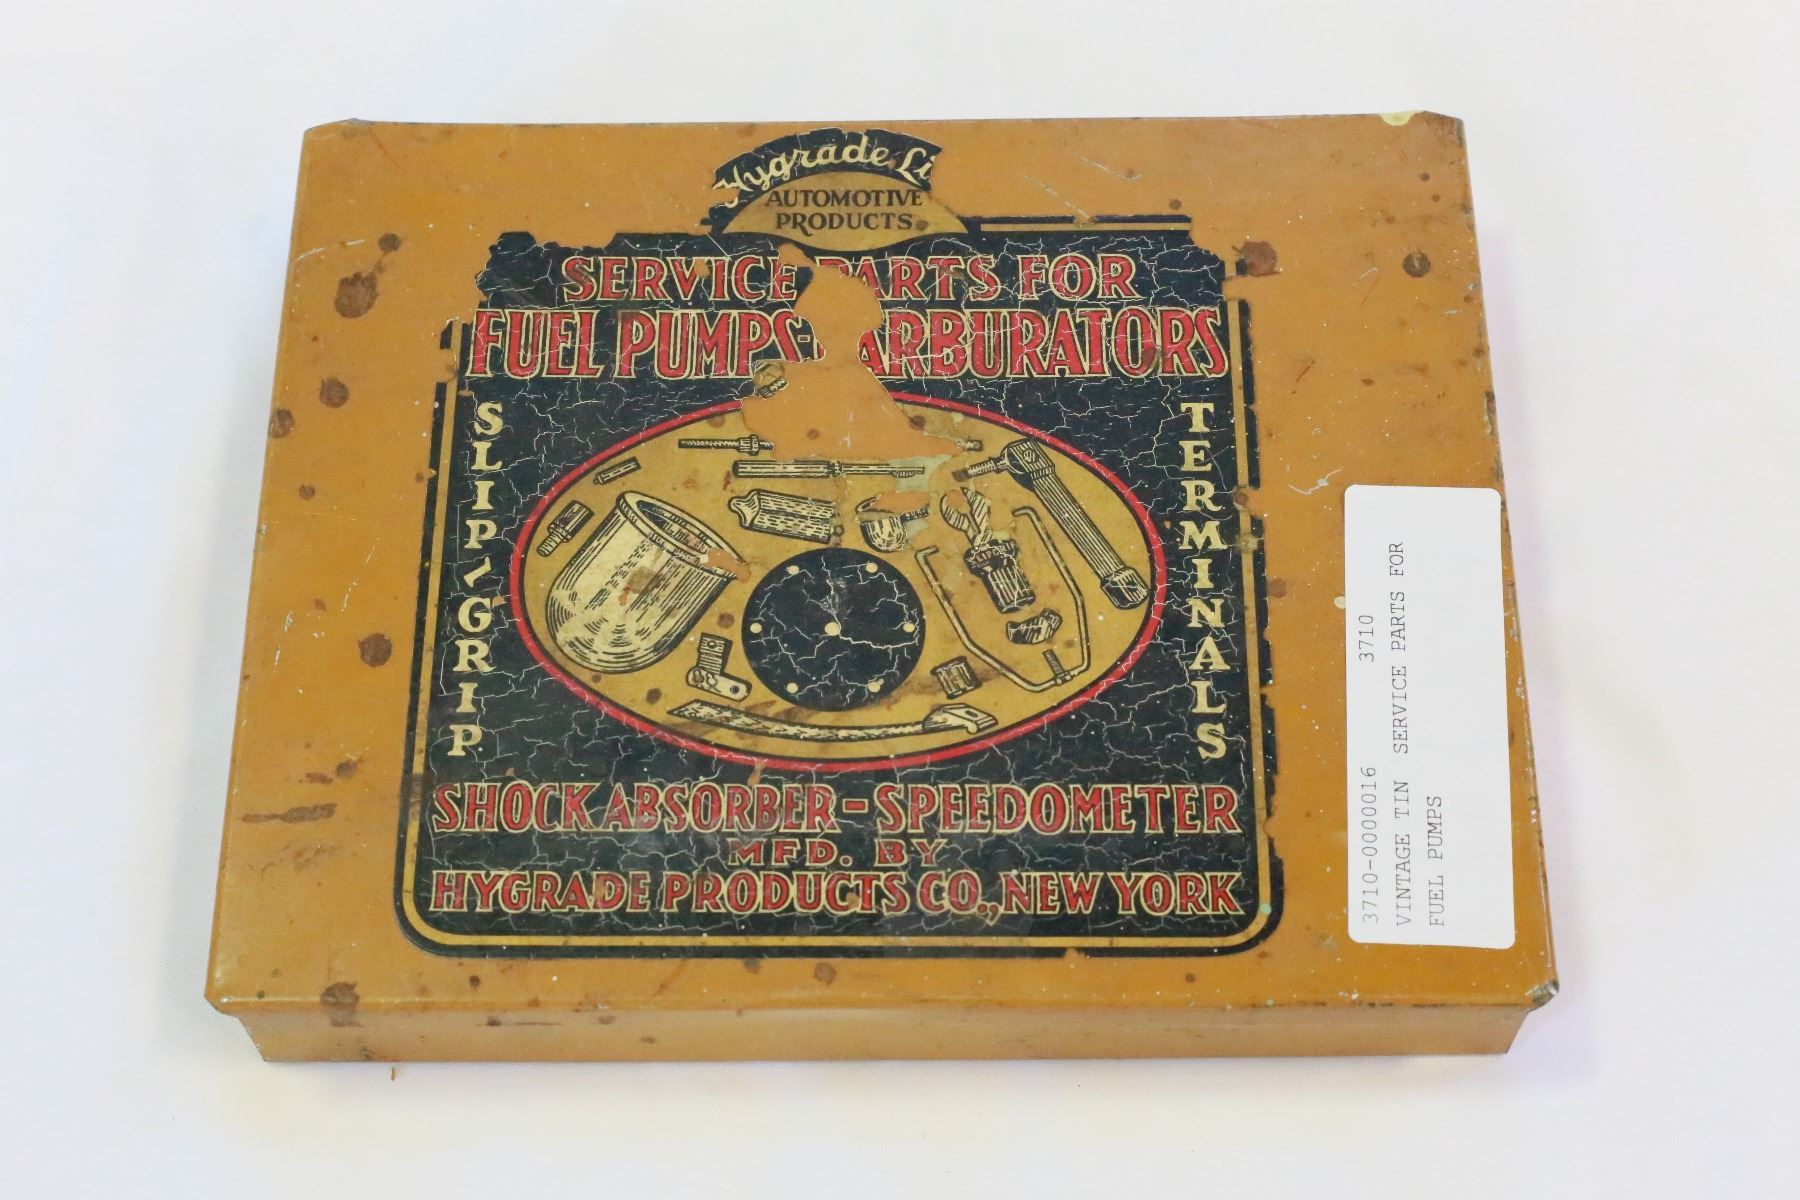 Hygrade Li
AUTOMOTIVE
PRODUCTS
SERVICE PARTS FOR
FUEL PUMPS-CARBURATORS
SLIP-GRIP
TERMINALS
SLIPGRIP
SHOCK ABSORBER-SPEEDOMETER
MFD. BY
HYGRADE PRODUCTS CO., NEW YORK
3710-0000016 3710
VINTAGE TIN SERVICE PARTS FOR
FUEL PUMPS